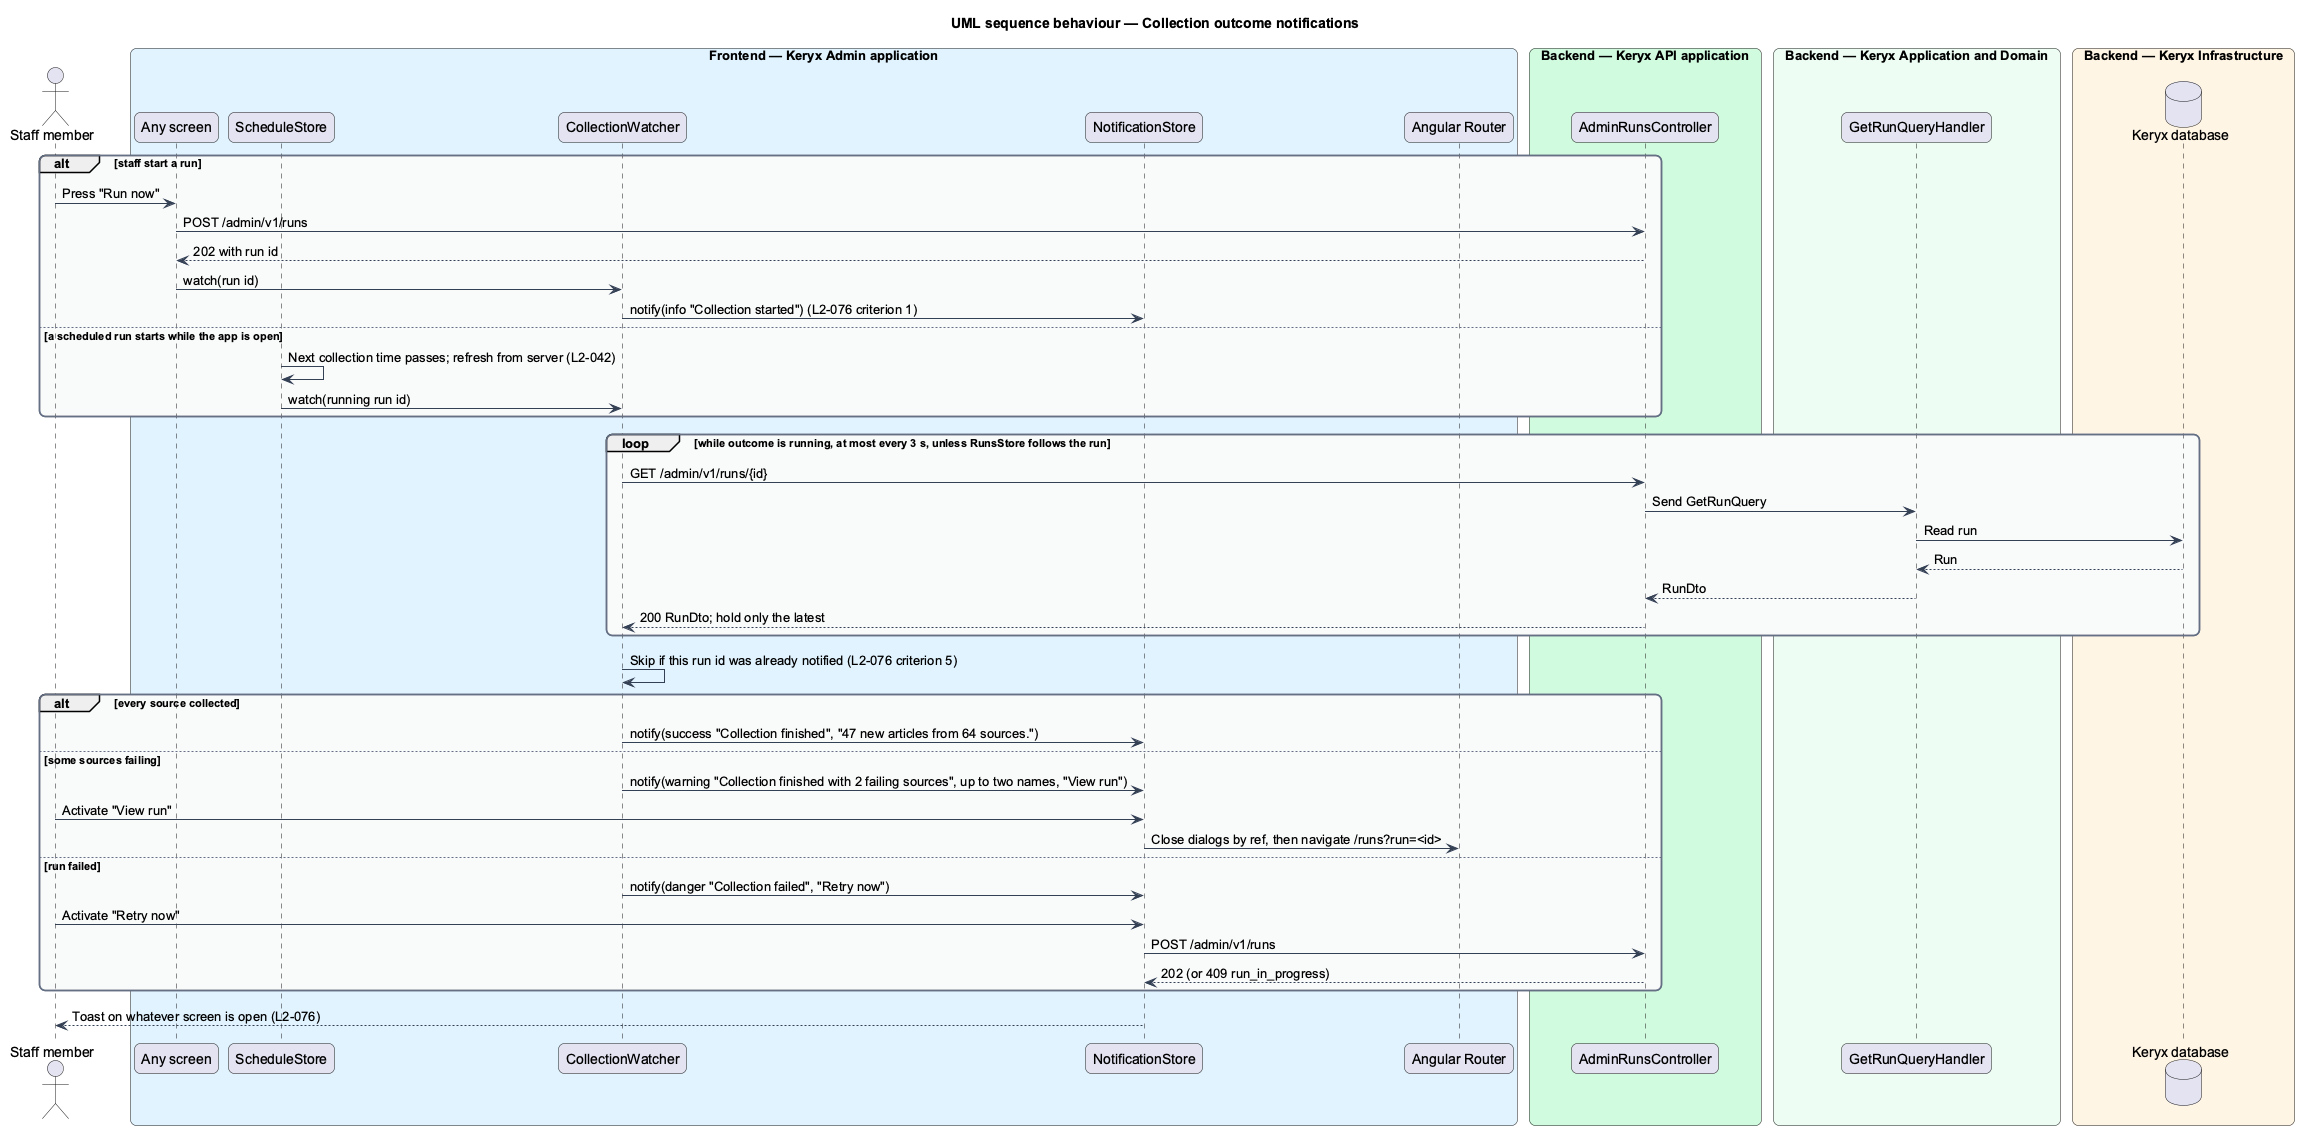 UML sequence behaviour — Collection outcome notifications
Frontend — Keryx Admin application
Backend — Keryx API application
Backend — Keryx Application and Domain
Backend — Keryx Infrastructure
Staff member
Any screen
ScheduleStore
CollectionWatcher
NotificationStore
Angular Router
AdminRunsController
GetRunQueryHandler
Keryx database
alt
[staff start a run]
Press "Run now"
POST /admin/v1/runs
202 with run id
watch(run id)
notify(info "Collection started") (L2-076 criterion 1)
[a scheduled run starts while the app is open]
Next collection time passes; refresh from server (L2-042)
watch(running run id)
loop
[while outcome is running, at most every 3 s, unless RunsStore follows the run]
GET /admin/v1/runs/{id}
Send GetRunQuery
Read run
Run
RunDto
200 RunDto; hold only the latest
Skip if this run id was already notified (L2-076 criterion 5)
alt
[every source collected]
notify(success "Collection finished", "47 new articles from 64 sources.")
[some sources failing]
notify(warning "Collection finished with 2 failing sources", up to two names, "View run")
Activate "View run"
Close dialogs by ref, then navigate /runs?run=<id>
[run failed]
notify(danger "Collection failed", "Retry now")
Activate "Retry now"
POST /admin/v1/runs
202 (or 409 run_in_progress)
Toast on whatever screen is open (L2-076)
Staff member
Any screen
ScheduleStore
CollectionWatcher
NotificationStore
Angular Router
AdminRunsController
GetRunQueryHandler
Keryx database